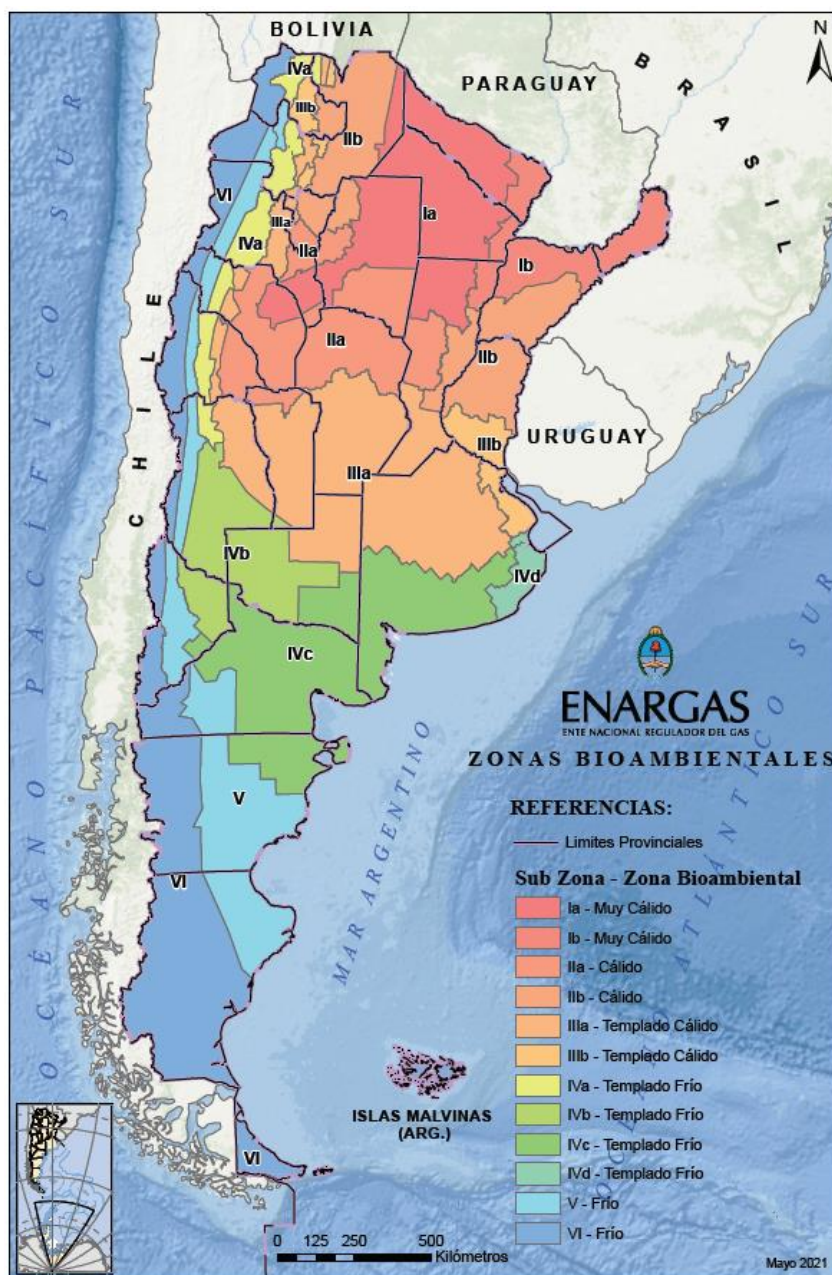 BOLIVIA
N
PARAGUAY
BRASIL
IVa
IIIb
IIb
VI
Ia
IIIa
IVa
IIa
Ib
IIa
IIb
CHILE
URUGUAY
IIIb
IIIa
IVb
IVd
IVc
OCÉANO PACÍFICO SUR
ENARGAS
ENTE NACIONAL REGULADOR DEL GAS
ZONAS BIOAMBIENTALES
MAR ARGENTINO
OCÉANO ATLÁNTICO SUR
REFERENCIAS:
Limites Provinciales
V
VI
Sub Zona - Zona Bioambiental
Ia - Muy Cálido
Ib - Muy Cálido
IIa - Cálido
IIb - Cálido
IIIa - Templado Cálido
IIIb - Templado Cálido
IVa - Templado Frío
IVb - Templado Frío
IVc - Templado Frío
IVd - Templado Frío
V - Frío
VI - Frío
ISLAS MALVINAS
(ARG.)
VI
0 125 250 500
Kilómetros
Mayo 2021